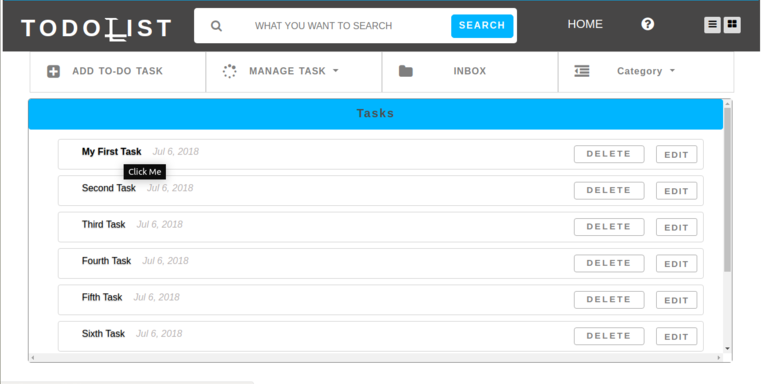 TODOLIST WHAT YOU WANT TO SEARCH SEARCH HOME ?
ADD TO-DO TASK MANAGE TASK INBOX Category
Tasks
My First Task Jul 6, 2018 DELETE EDIT
Click Me
Second Task Jul 6, 2018 DELETE EDIT
Third Task Jul 6, 2018 DELETE EDIT
Fourth Task Jul 6, 2018 DELETE EDIT
Fifth Task Jul 6, 2018 DELETE EDIT
Sixth Task Jul 6, 2018 DELETE EDIT